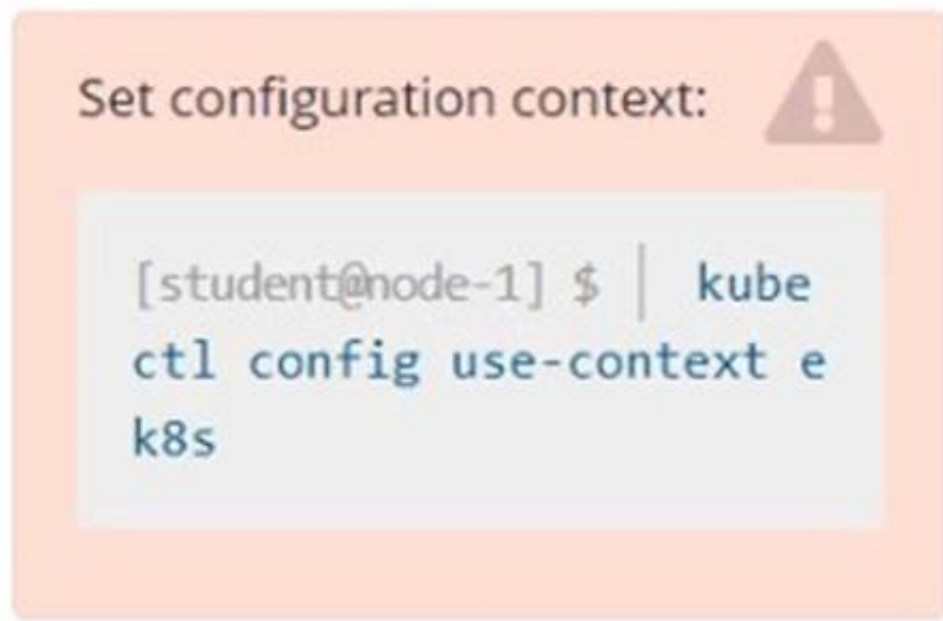 Set configuration context:
[student@node-1] $ | kube
ctl config use-context e
k8s